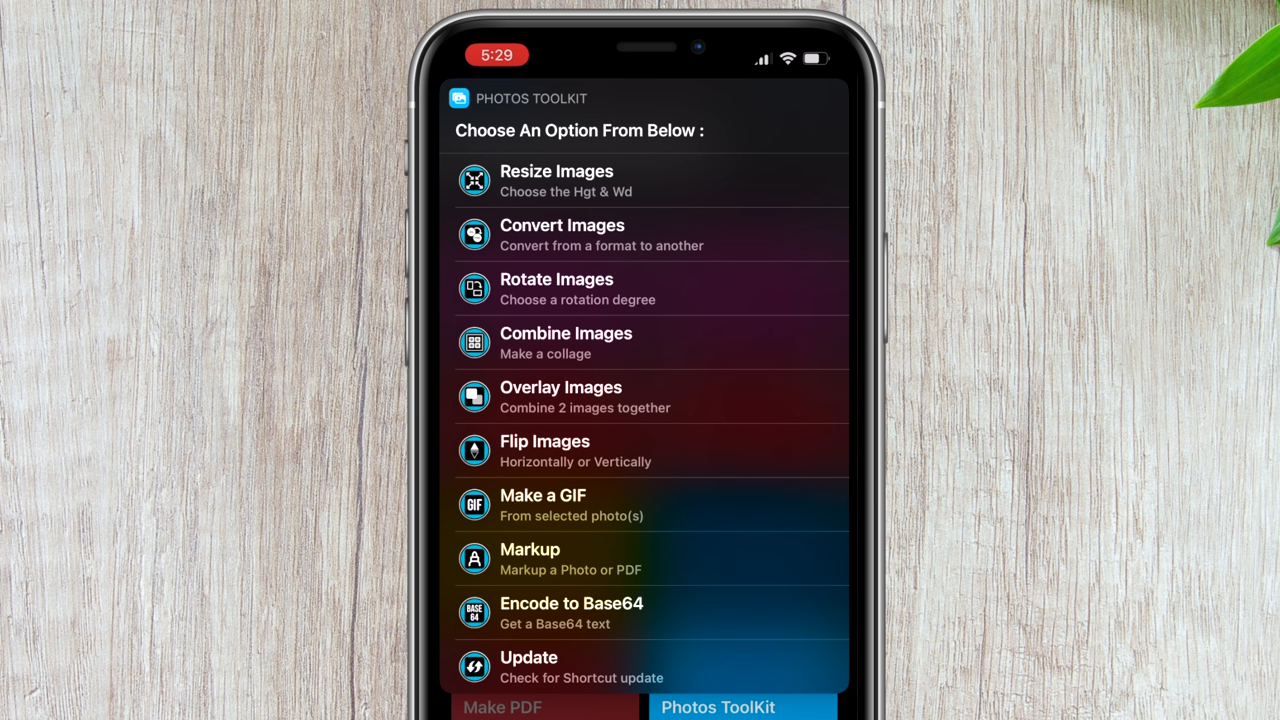 5:29
PHOTOS TOOLKIT
Choose An Option From Below :
Resize Images
Choose the Hgt & Wd
Convert Images
Convert from a format to another
Rotate Images
Choose a rotation degree
Combine Images
Make a collage
Overlay Images
Combine 2 images together
Flip Images
Horizontally or Vertically
GIF
Make a GIF
From selected photo(s)
Markup
Markup a Photo or PDF
BASE
64
Encode to Base64
Get a Base64 text
Update
Check for Shortcut update
Make PDF
Photos ToolKit